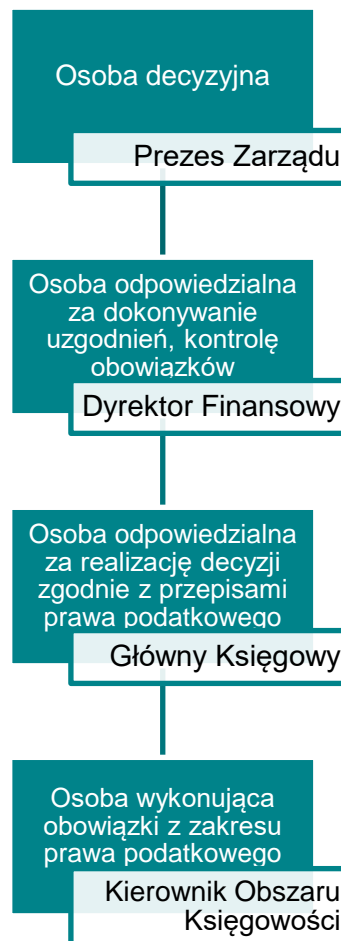 Osoba decyzyjna
Prezes Zarządu
Osoba odpowiedzialna
za dokonywanie
uzgodnień, kontrolę
obowiązków
Dyrektor Finansowy
Osoba odpowiedzialna
za realizację decyzji
zgodnie z przepisami
prawa podatkowego
Główny Księgowy
Osoba wykonująca
obowiązki z zakresu
prawa podatkowego
Kierownik Obszaru
Księgowości